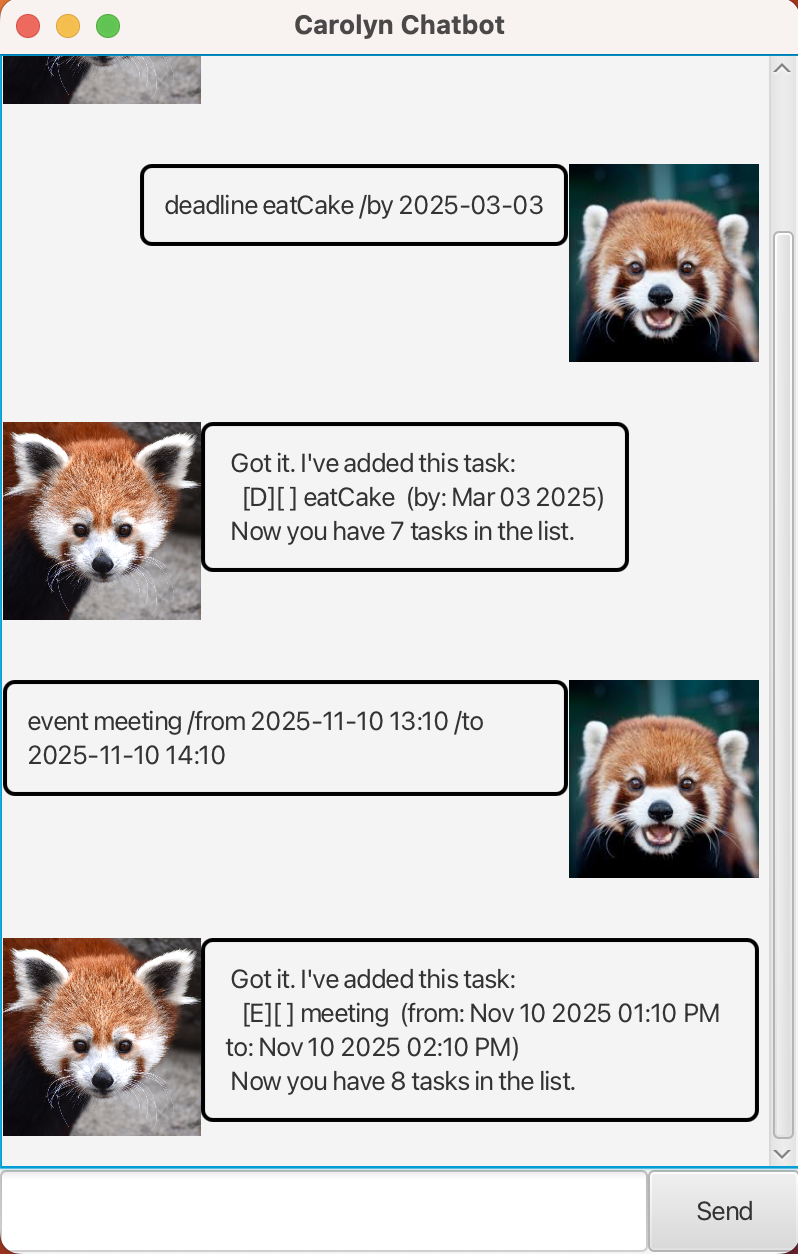 Carolyn Chatbot
deadline eatCake /by 2025-03-03
Got it. I've added this task:
[D][ ] eatCake  (by: Mar 03 2025)
Now you have 7 tasks in the list.
event meeting /from 2025-11-10 13:10 /to
2025-11-10 14:10
Got it. I've added this task:
[E][ ] meeting  (from: Nov 10 2025 01:10 PM
to: Nov 10 2025 02:10 PM)
Now you have 8 tasks in the list.
Send